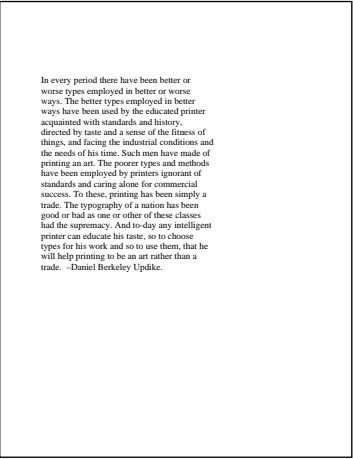 In every period there have been better or
worse types employed in better or worse
ways. The better types employed in better
ways have been used by the educated printer
acquainted with standards and history,
directed by taste and a sense of the fitness of
things, and facing the industrial conditions and
the needs of his time. Such men have made of
printing an art. The poorer types and methods
have been employed by printers ignorant of
standards and caring alone for commercial
success. To these, printing has been simply a
trade. The typography of a nation has been
good or bad as one or other of these classes
had the supremacy. And to-day any intelligent
printer can educate his taste, so to choose
types for his work and so to use them, that he
will help printing to be an art rather than a
trade.  –Daniel Berkeley Updike.